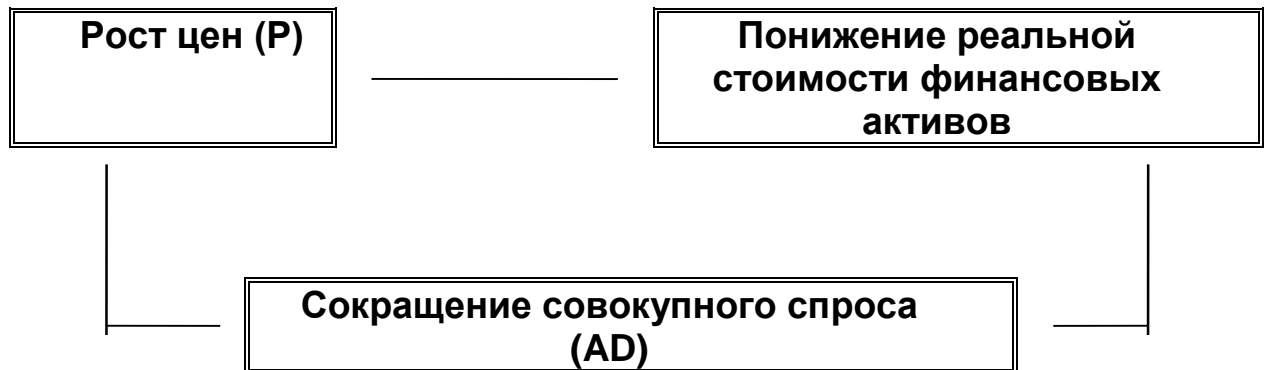 Рост цен (P)
Понижение реальной
стоимости финансовых
активов
Сокращение совокупного спроса
(AD)